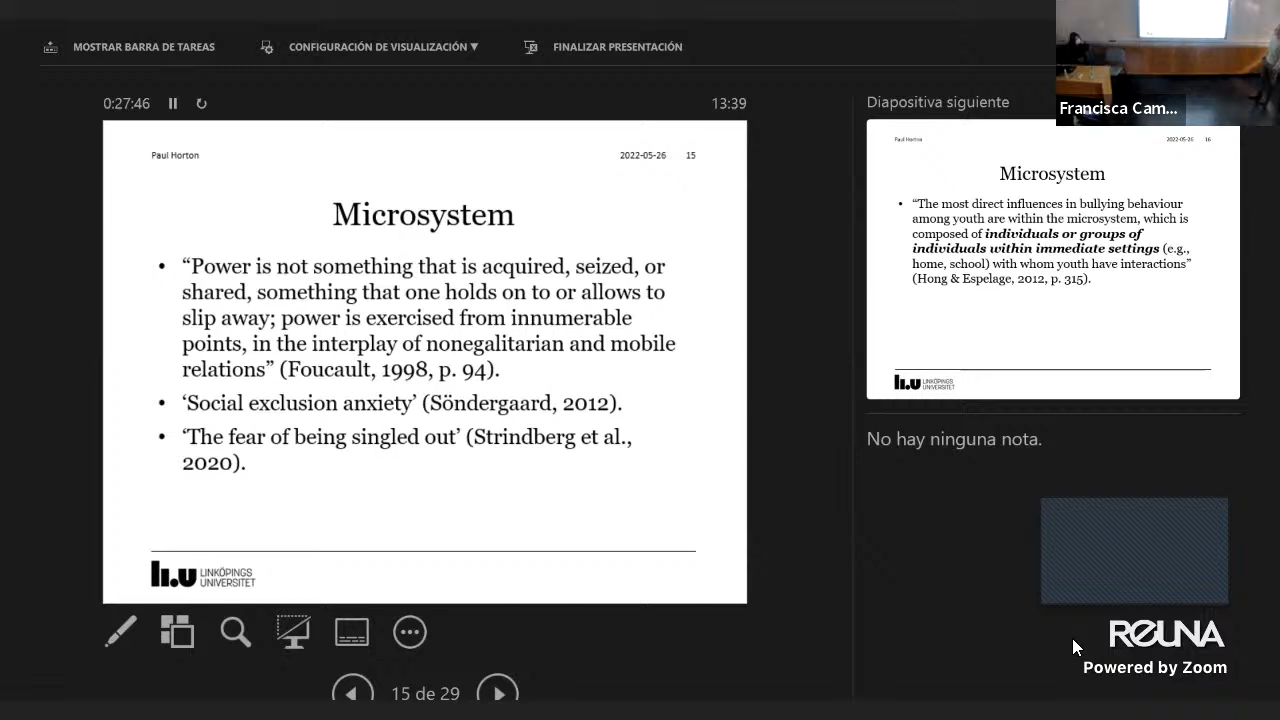 MOSTRAR BARRA DE TAREAS
CONFIGURACIÓN DE VISUALIZACIÓN ▼
FINALIZAR PRESENTACIÓN
Francisca Cam...
0:27:46
13:39
Paul Horton
2022-05-26 15
Microsystem
• “Power is not something that is acquired, seized, or
shared, something that one holds on to or allows to
slip away; power is exercised from innumerable
points, in the interplay of nonegalitarian and mobile
relations” (Foucault, 1998, p. 94).
• ‘Social exclusion anxiety’ (Söndergaard, 2012).
• ‘The fear of being singled out’ (Strindberg et al.,
2020).
LINKÖPINGS
UNIVERSITET
15 de 29
Diapositiva siguiente
Paul Horton
2022-05-26 16
Microsystem
• “The most direct influences in bullying behaviour
among youth are within the microsystem, which is
composed of individuals or groups of
individuals within immediate settings (e.g.,
home, school) with whom youth have interactions”
(Hong & Espelage, 2012, p. 315).
LINKÖPINGS
UNIVERSITET
No hay ninguna nota.
REUNA
Powered by Zoom